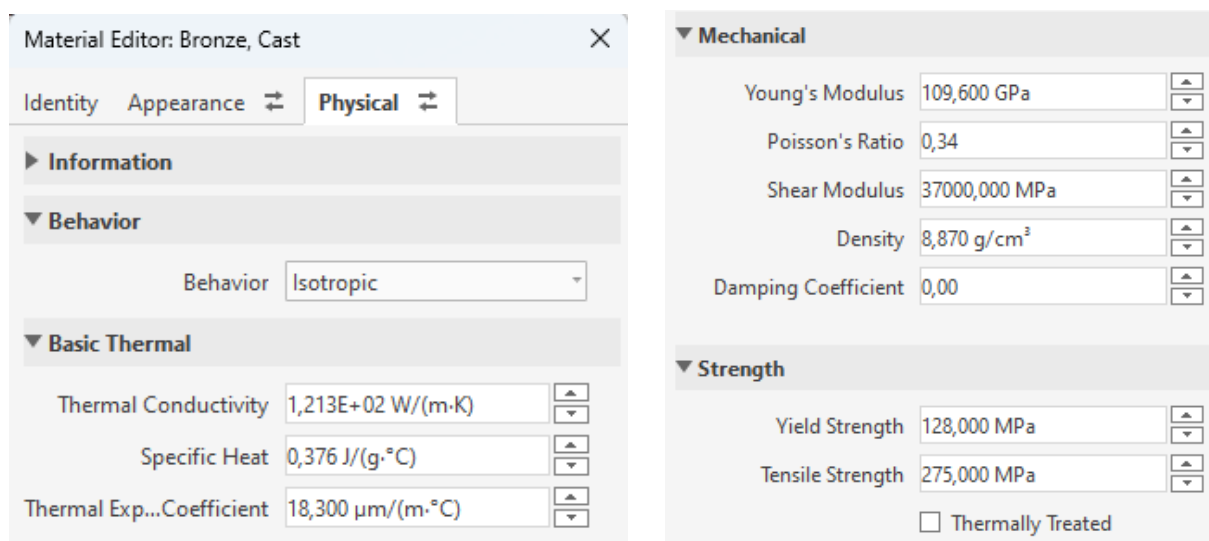 Material Editor: Bronze, Cast
Identity Appearance Physical
Information
Behavior
Behavior Isotropic
Basic Thermal
Thermal Conductivity 1,213E+02 W/(m·K)
Specific Heat 0,376 J/(g·°C)
Thermal Exp...Coefficient 18,300 µm/(m·°C)
Mechanical
Young's Modulus 109,600 GPa
Poisson's Ratio 0,34
Shear Modulus 37000,000 MPa
Density 8,870 g/cm³
Damping Coefficient 0,00
Strength
Yield Strength 128,000 MPa
Tensile Strength 275,000 MPa
Thermally Treated